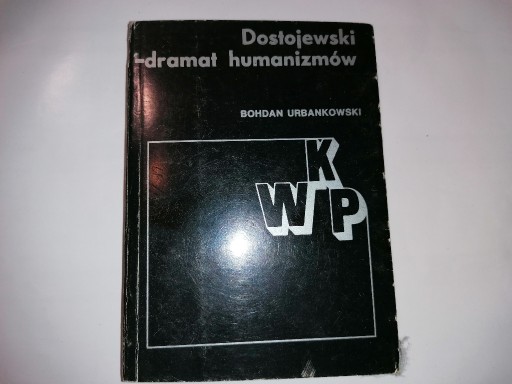 Dostojewski
-dramat humanizmów
BOHDAN URBANKOWSKI
K
W P